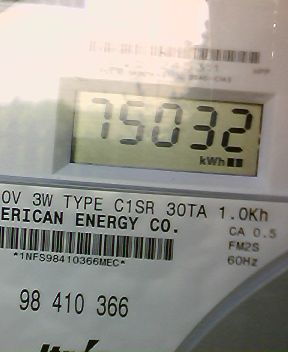 75032
kWh
0V 3W TYPE C1SR 30TA 1.0Kh
ERICAN ENERGY CO.
CA 0.5
FM2S
60Hz
*1NFS98410366MEC*
98 410 366